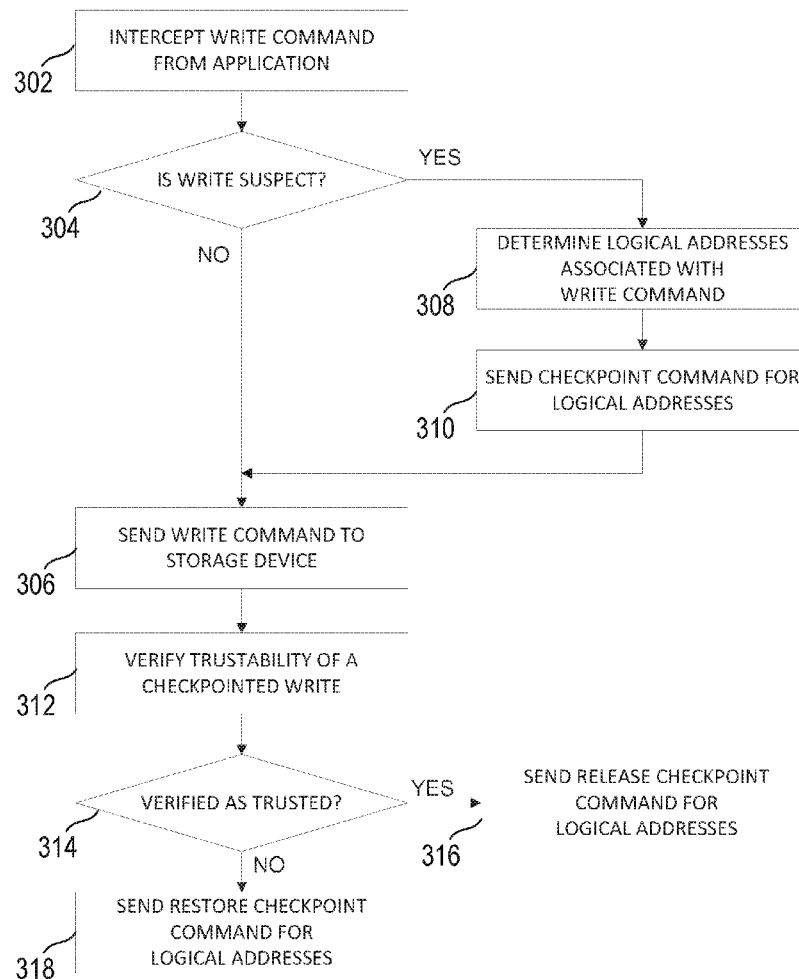 INTERCEPT WRITE COMMAND
FROM APPLICATION
302
IS WRITE SUSPECT?
YES
304
NO
DETERMINE LOGICAL ADDRESSES
ASSOCIATED WITH
WRITE COMMAND
308
SEND CHECKPOINT COMMAND FOR
LOGICAL ADDRESSES
310
SEND WRITE COMMAND TO
STORAGE DEVICE
306
VERIFY TRUSTABILITY OF A
CHECKPOINTED WRITE
312
VERIFIED AS TRUSTED?
YES
314
NO
SEND RELEASE CHECKPOINT
COMMAND FOR
LOGICAL ADDRESSES
316
SEND RESTORE CHECKPOINT
COMMAND FOR
LOGICAL ADDRESSES
318